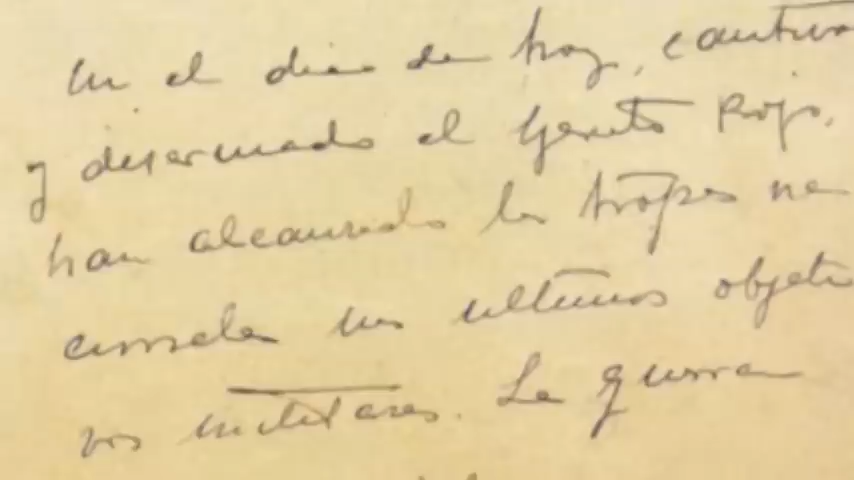 En el dia de hoy, cautivo
y desarmado el Ejercito Rojo,
han alcanzado las tropas na
cionales sus ultimos objeti
vos militares. La guerra